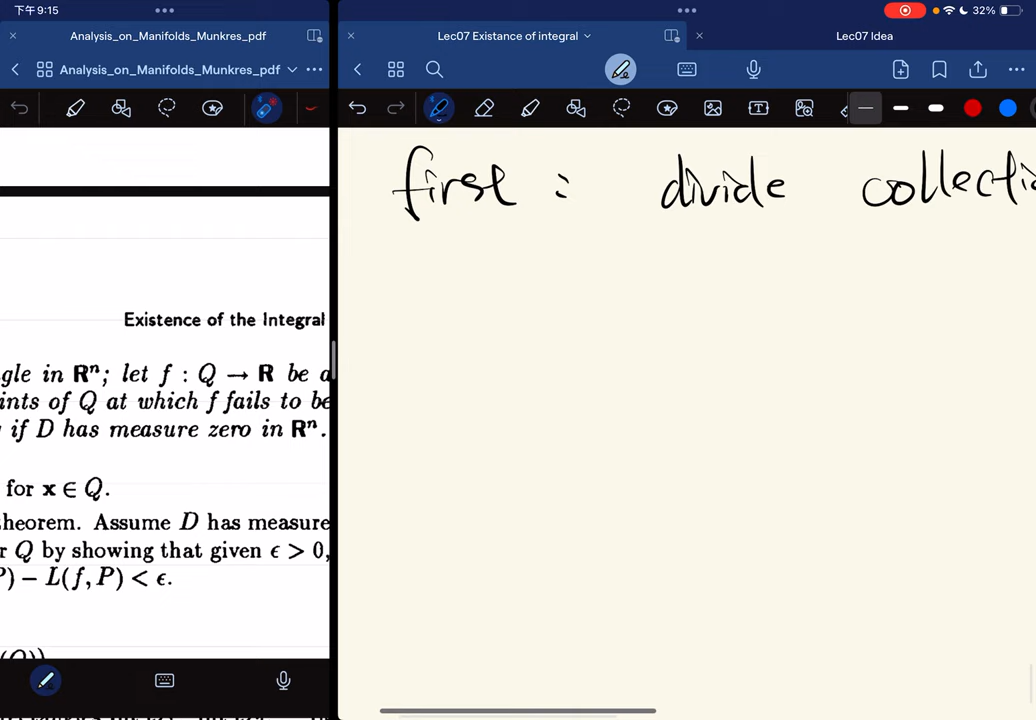 下午9:15
32%
Analysis_on_Manifolds_Munkres_pdf
Lec07 Existance of integral
Lec07 Idea
Analysis_on_Manifolds_Munkres_pdf
first : divide collectio
Existence of the Integral
gle in Rⁿ; let f : Q → R be a
ints of Q at which f fails to be
if D has measure zero in Rⁿ.
for x ∈ Q.
heorem. Assume D has measure
r Q by showing that given ϵ > 0,
P) – L(f, P) < ϵ.
(Q))